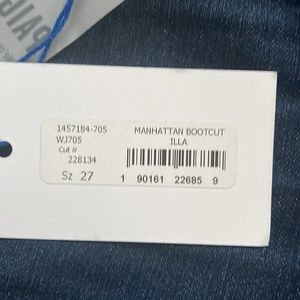 1457184-705
WJ705
Cut #
228134
Sz 27
MANHATTAN BOOTCUT
ILLA
1 90161 22685 9